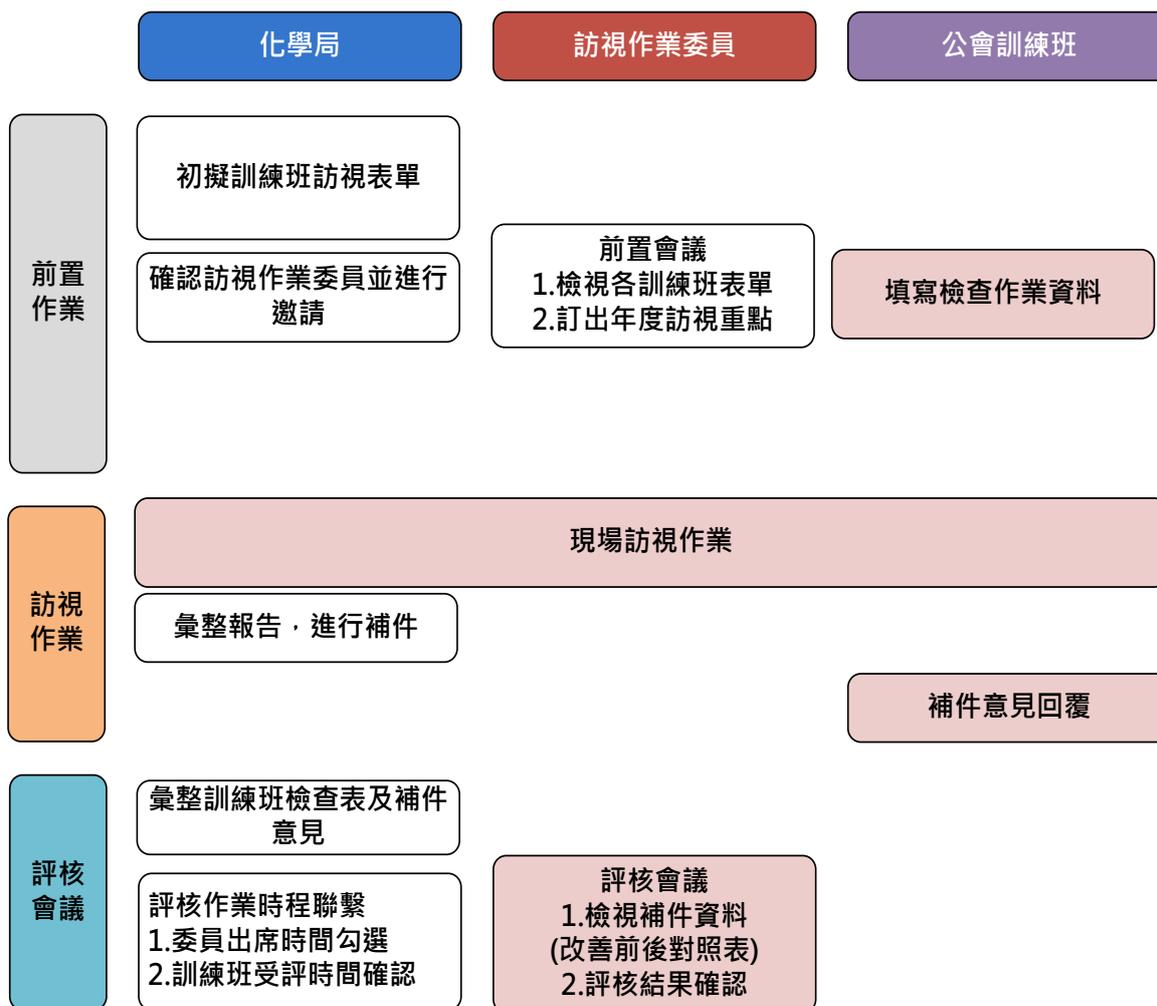 化學局
訪視作業委員
公會訓練班
前置
作業
初擬訓練班訪視表單
確認訪視作業委員並進行
邀請
前置會議
1.檢視各訓練班表單
2.訂出年度訪視重點
填寫檢查作業資料
訪視
作業
現場訪視作業
彙整報告，進行補件
補件意見回覆
評核
會議
彙整訓練班檢查表及補件
意見
評核作業時程聯繫
1.委員出席時間勾選
2.訓練班受評時間確認
評核會議
1.檢視補件資料
(改善前後對照表)
2.評核結果確認